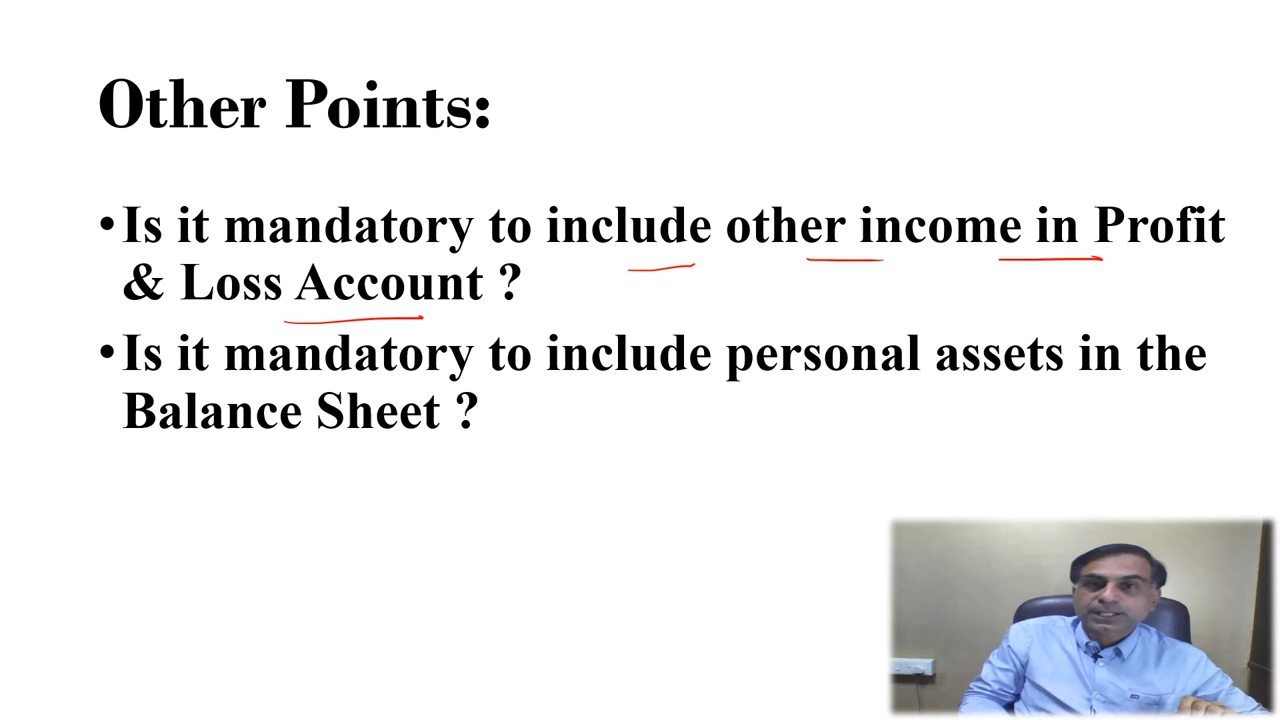 Other Points:
•Is it mandatory to include other income in Profit
& Loss Account ?
•Is it mandatory to include personal assets in the
Balance Sheet ?